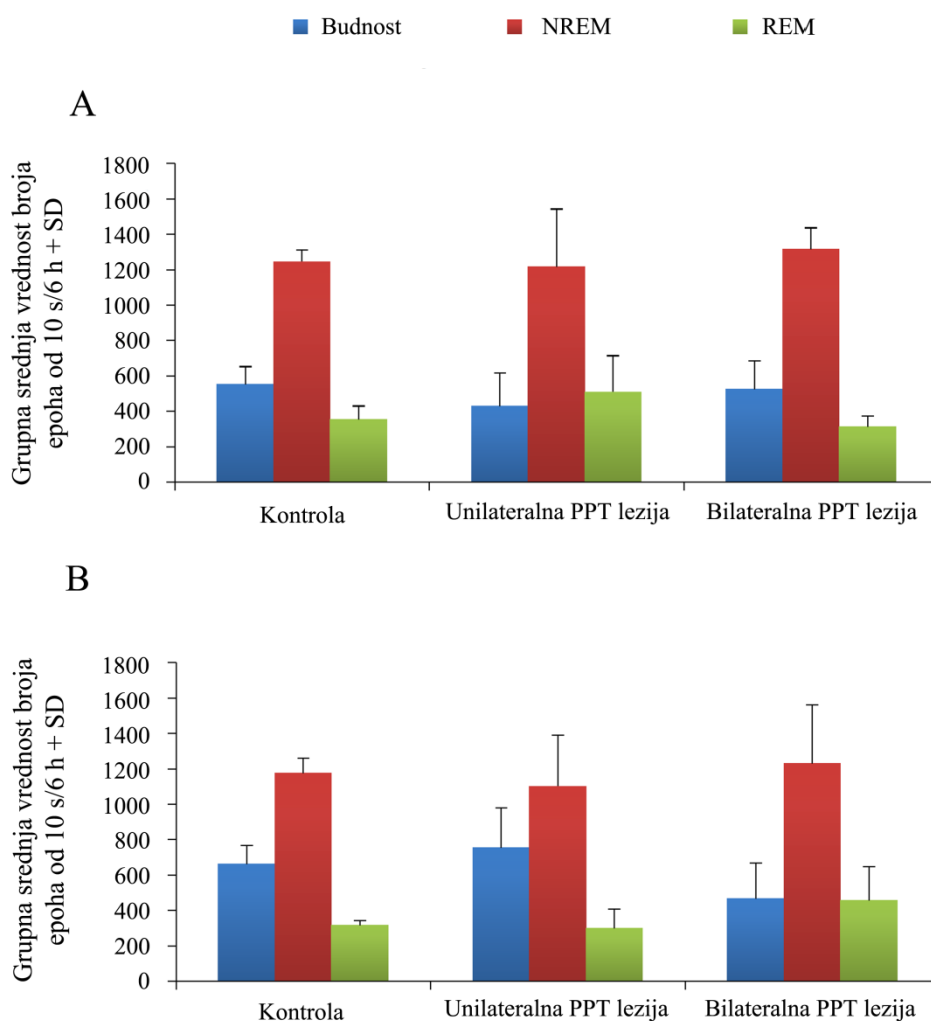 Budnost NREM REM
A
Grupna srednja vrednost broja
epoha od 10 s/6 h + SD
1800
1600
1400
1200
1000
800
600
400
200
0
Kontrola Unilateralna PPT lezija Bilateralna PPT lezija
B
Grupna srednja vrednost broja
epoha od 10 s/6 h + SD
1800
1600
1400
1200
1000
800
600
400
200
0
Kontrola Unilateralna PPT lezija Bilateralna PPT lezija